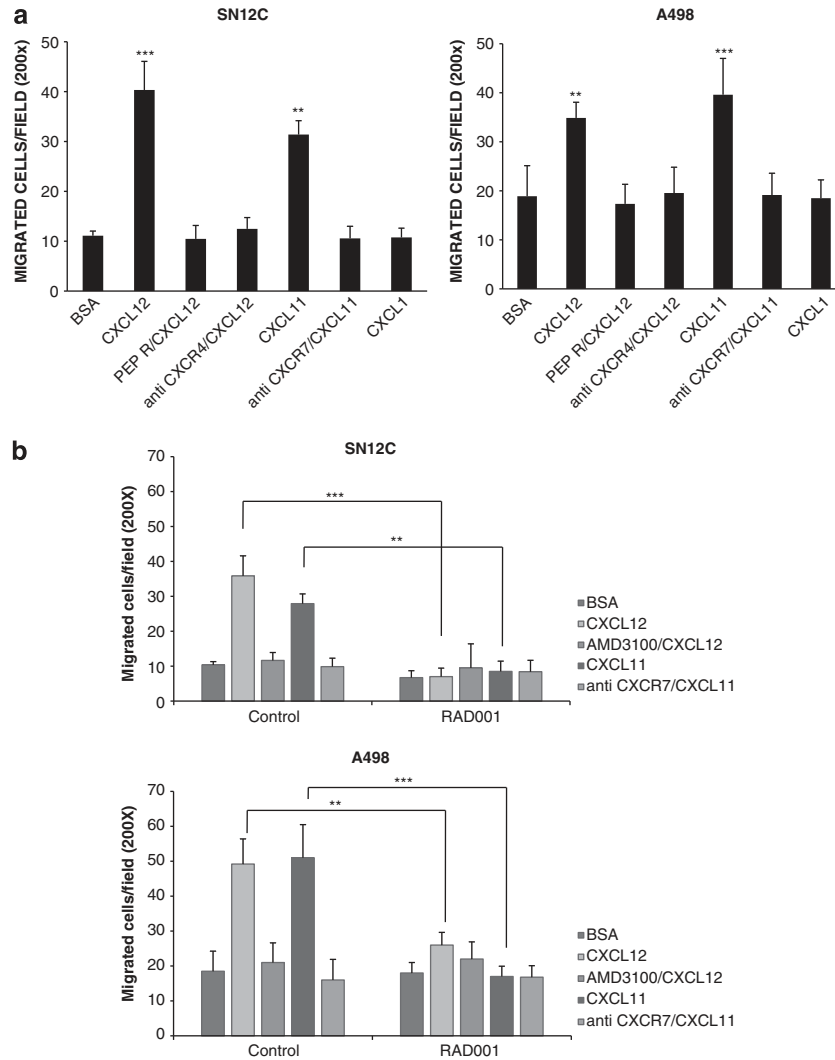 a
SN12C
MIGRATED CELLS/FIELD (200x)
50
40
30
20
10
0
***
**
BSA
CXCL12
PEP R/CXCL12
anti CXCR4/CXCL12
CXCL11
anti CXCR7/CXCL11
CXCL1
A498
MIGRATED CELLS/FIELD (200x)
50
40
30
20
10
0
**
***
BSA
CXCL12
PEP R/CXCL12
anti CXCR4/CXCL12
CXCL11
anti CXCR7/CXCL11
CXCL1
b
SN12C
Migrated cells/field (200X)
70
60
50
40
30
20
10
0
***
**
Control
RAD001
BSA
CXCL12
AMD3100/CXCL12
CXCL11
anti CXCR7/CXCL11
A498
Migrated cells/field (200X)
70
60
50
40
30
20
10
0
***
**
Control
RAD001
BSA
CXCL12
AMD3100/CXCL12
CXCL11
anti CXCR7/CXCL11